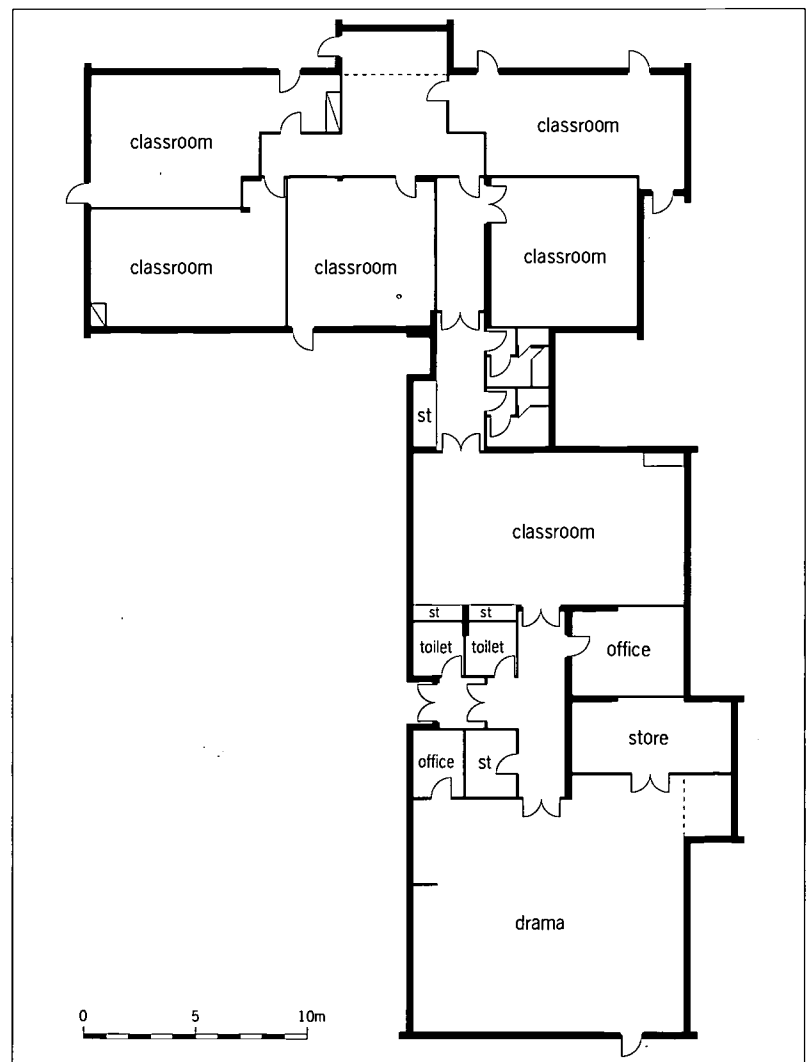 classroom
classroom
classroom
classroom
classroom
st
classroom
st st
toilet toilet
office
store
office st
drama
0 5 10m